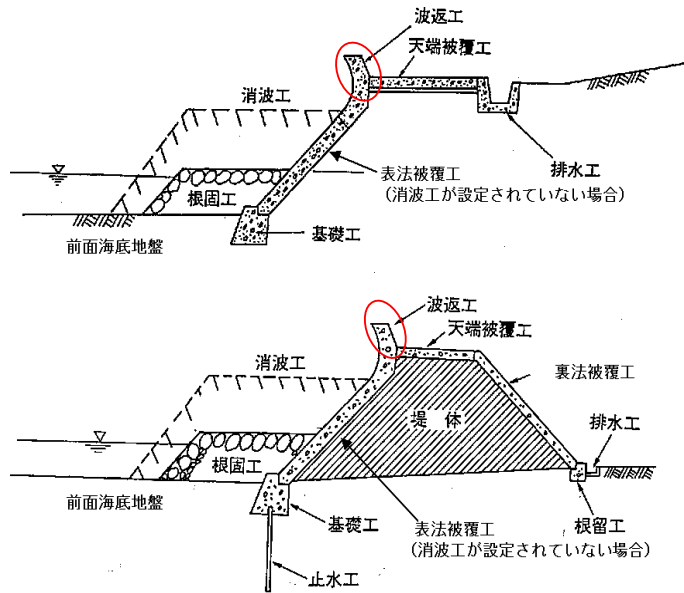 波返工
天端被覆工
消波工
表法被覆工
(消波工が設定されていない場合)
排水工
根固工
基礎工
前面海底地盤
波返工
天端被覆工
消波工
裏法被覆工
堤 体
排水工
根固工
前面海底地盤
基礎工
表法被覆工
(消波工が設定されていない場合)
根留工
止水工